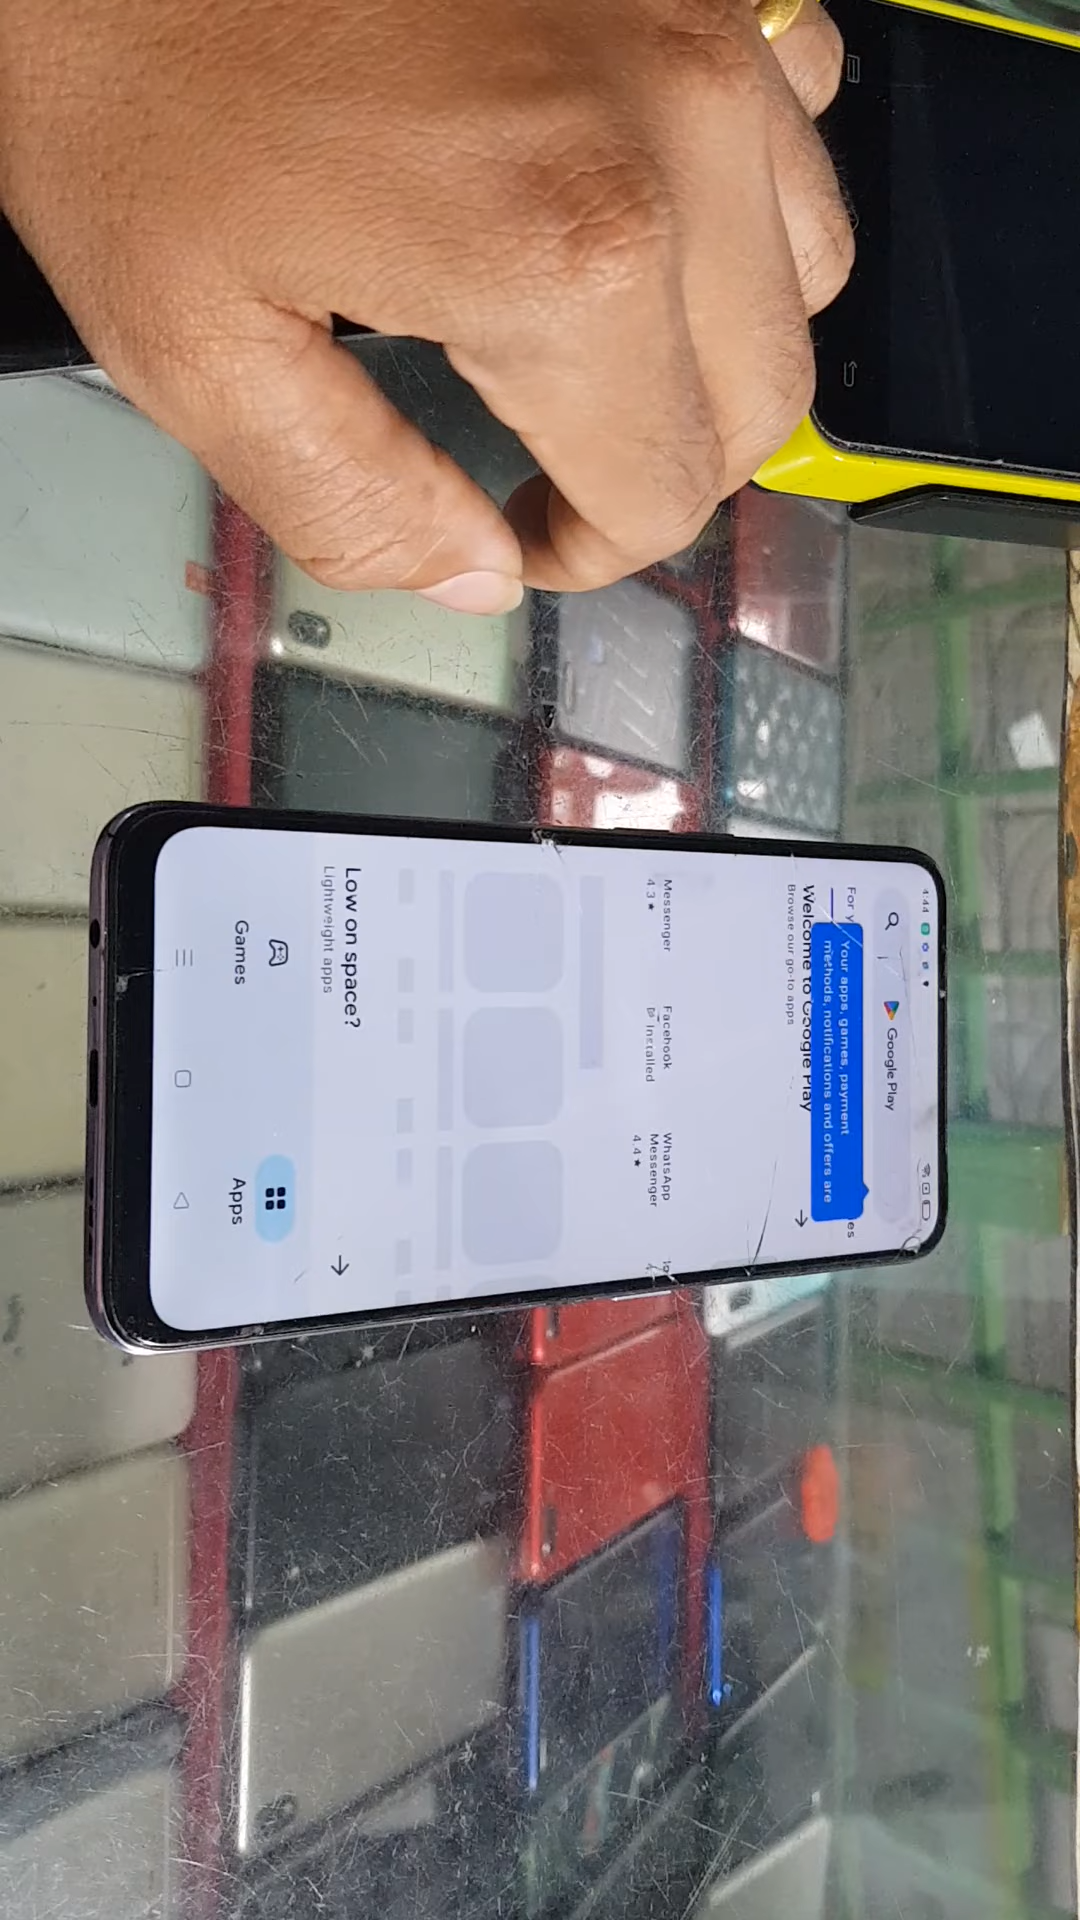 4:44
Google Play
For y
es
Your apps, games, payment
methods, notifications and offers are
Welcome to Google Play
Browse our go-to apps
Messenger
4.3★
Facebook
Installed
WhatsApp
Messenger
4.4★
Low on space?
Lightweight apps
Games
Apps